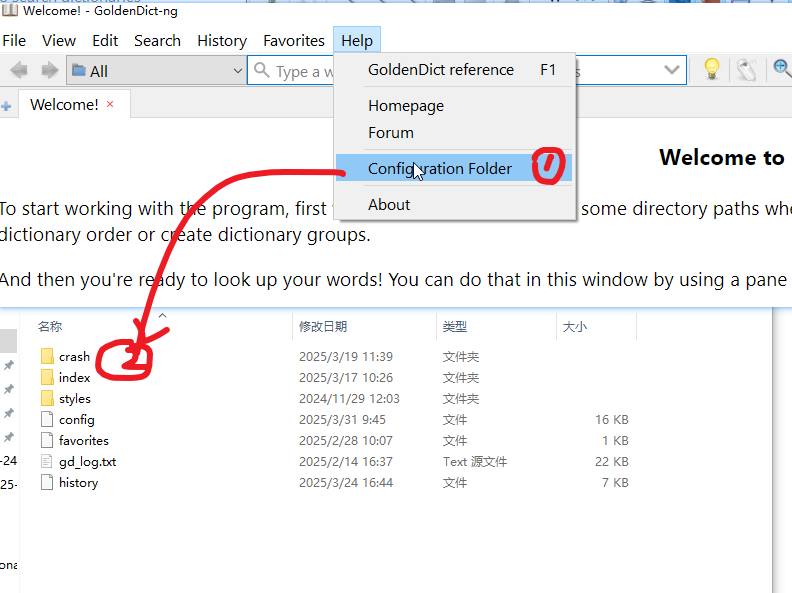 Welcome! - GoldenDict-ng
File View Edit Search History Favorites Help
All
Type a w
GoldenDict reference F1
Homepage
Forum
Configuration Folder 1
About
Welcome!
Welcome to
To start working with the program, first some directory paths whe
dictionary order or create dictionary groups.
And then you're ready to look up your words! You can do that in this window by using a pane
名称 修改日期 类型 大小
crash 2 2025/3/19 11:39 文件夹
index 2025/3/17 10:26 文件夹
styles 2024/11/29 12:03 文件夹
config 2025/3/31 9:45 文件 16 KB
favorites 2025/2/28 10:07 文件 1 KB
gd_log.txt 2025/2/14 16:37 Text 源文件 22 KB
history 2025/3/24 16:44 文件 7 KB
-24
25-
ona